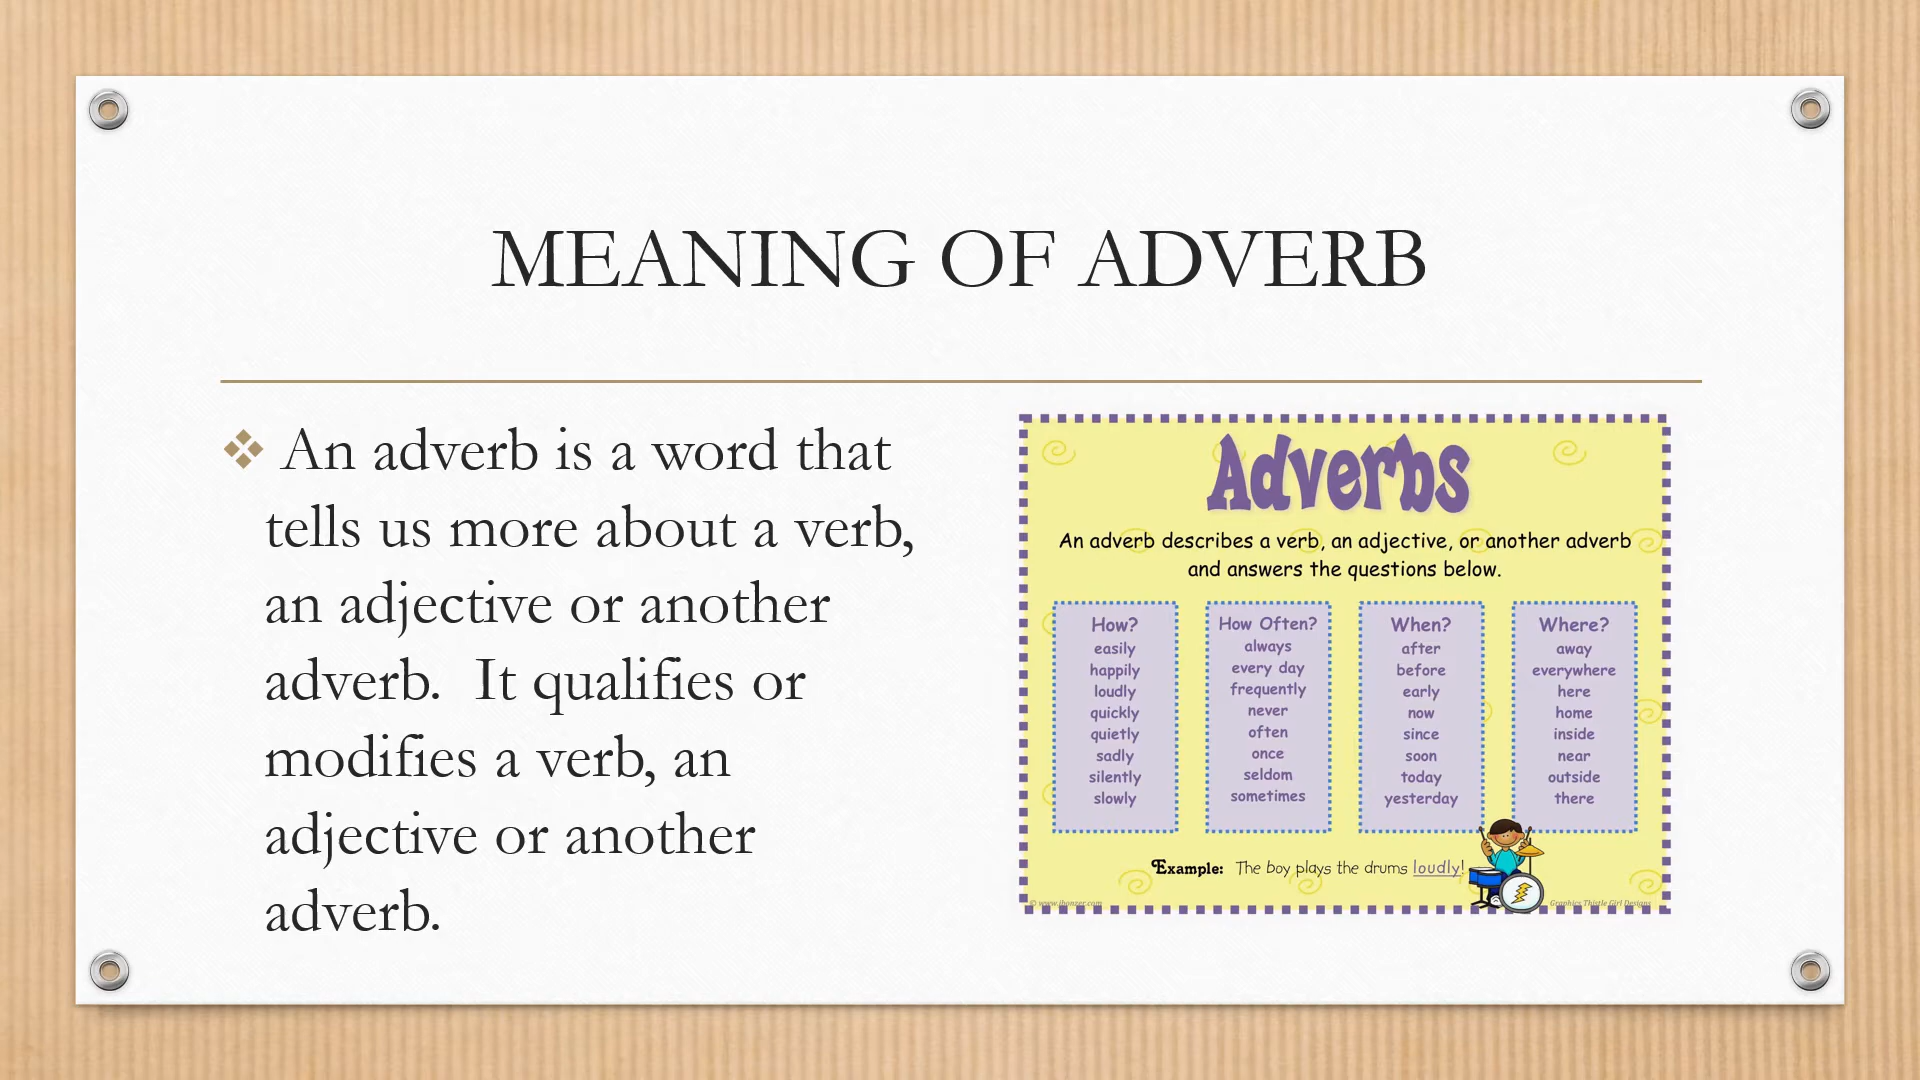 MEANING OF ADVERB
❖ An adverb is a word that
tells us more about a verb,
an adjective or another
adverb.  It qualifies or
modifies a verb, an
adjective or another
adverb.
Adverbs
An adverb describes a verb, an adjective, or another adverb
and answers the questions below.
How?
easily
happily
loudly
quickly
quietly
sadly
silently
slowly
How Often?
always
every day
frequently
never
often
once
seldom
sometimes
When?
after
before
early
now
since
soon
today
yesterday
Where?
away
everywhere
here
home
inside
near
outside
there
Example: The boy plays the drums loudly!
Graphics Thistle Girl Designs